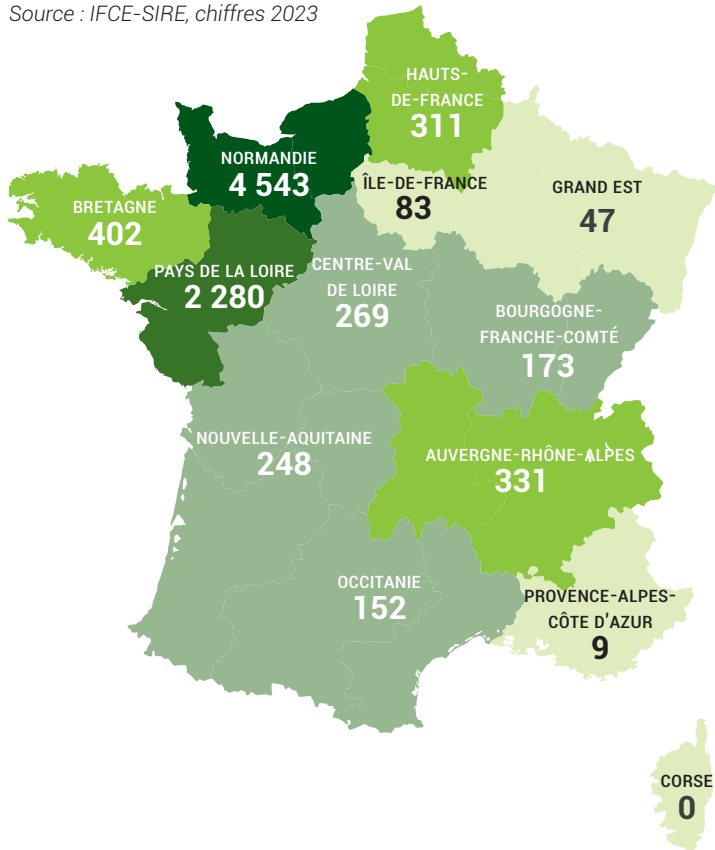 Source : IFCE-SIRE, chiffres 2023
HAUTS-
DE-FRANCE
311
NORMANDIE
4 543
ÎLE-DE-FRANCE
83
GRAND EST
47
BRETAGNE
402
PAYS DE LA LOIRE
2 280
CENTRE-VAL
DE LOIRE
269
BOURGOGNE-
FRANCHE-COMTÉ
173
NOUVELLE-AQUITAINE
248
AUVERGNE-RHÔNE-ALPES
331
OCCITANIE
152
PROVENCE-ALPES-
CÔTE D'AZUR
9
CORSE
0